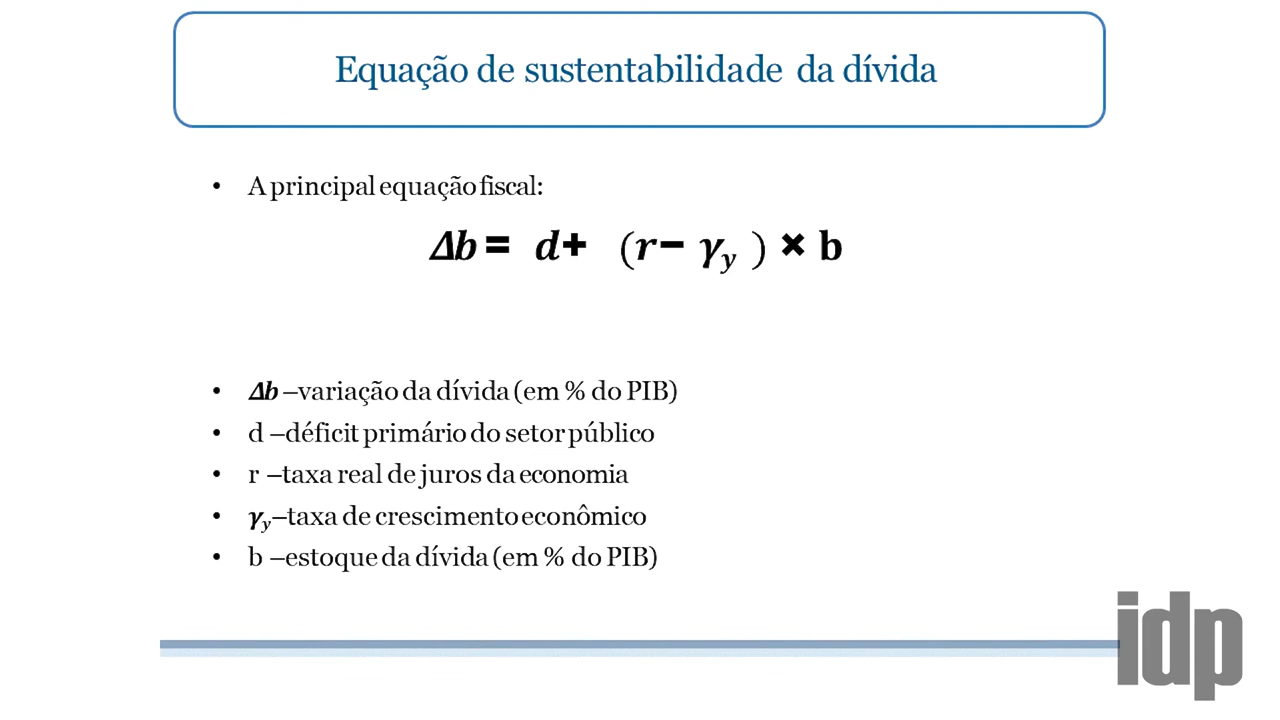 Equação de sustentabilidade da dívida
• A principal equação fiscal:
Δb = d + (r − γy) × b
• Δb – variação da dívida (em % do PIB)
• d – déficit primário do setor público
• r – taxa real de juros da economia
• γy – taxa de crescimento econômico
• b – estoque da dívida (em % do PIB)
idp